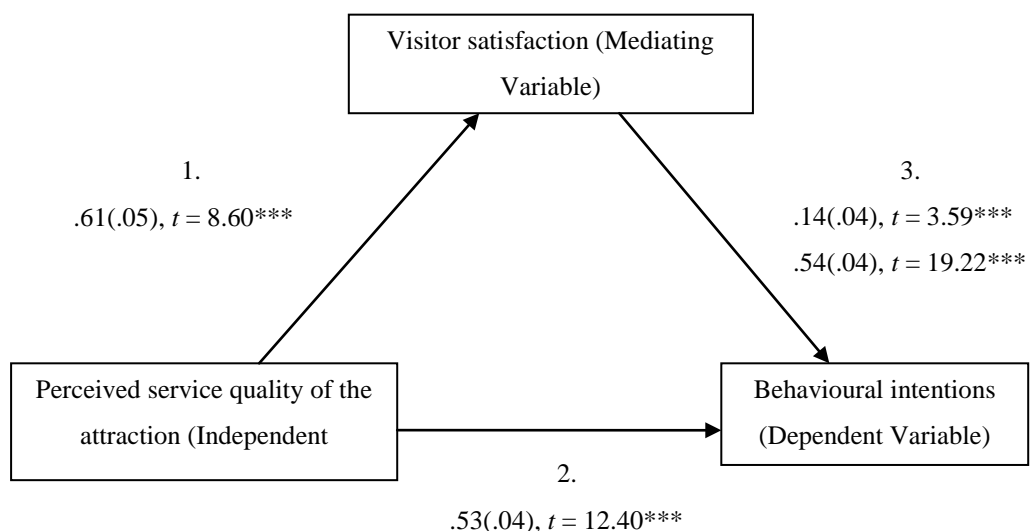 Visitor satisfaction (Mediating
Variable)
1.
.61(.05), t = 8.60***
3.
.14(.04), t = 3.59***
.54(.04), t = 19.22***
Perceived service quality of the
attraction (Independent
Behavioural intentions
(Dependent Variable)
2.
.53(.04), t = 12.40***